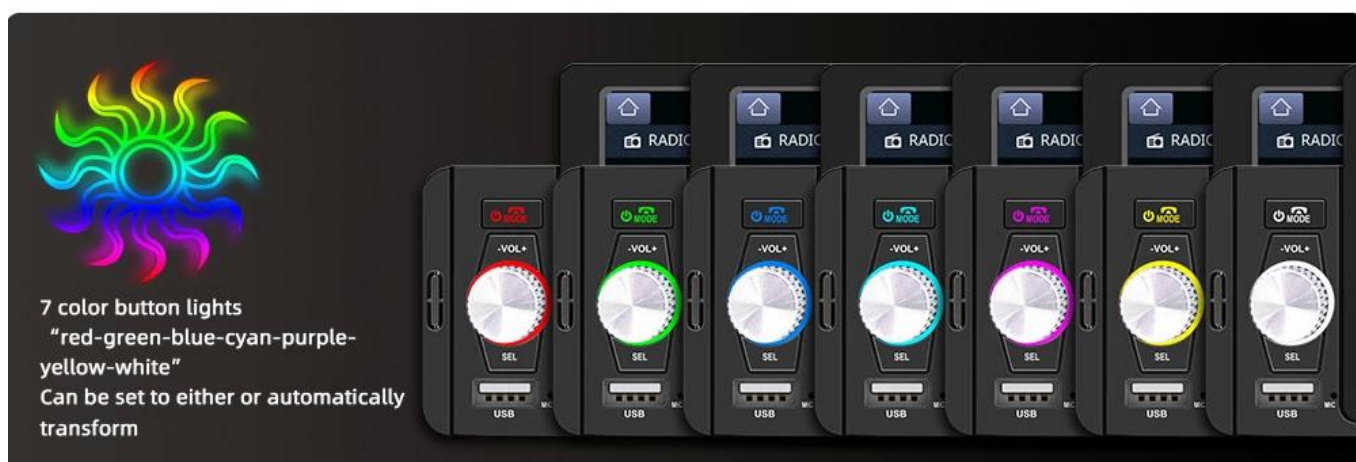 7 color button lights
“red-green-blue-cyan-purple-
yellow-white”
Can be set to either or automatically
transform
RADIO
RADIO
RADIO
RADIO
RADIO
RADIO
MODE
MODE
MODE
MODE
MODE
MODE
MODE
-VOL+
-VOL+
-VOL+
-VOL+
-VOL+
-VOL+
-VOL+
SEL
SEL
SEL
SEL
SEL
SEL
SEL
USB
USB
USB
USB
USB
USB
USB
MIC